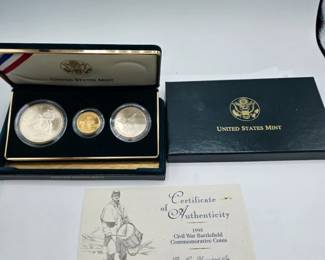 UNITED STATES MINT
UNITED STATES MINT
Certificate
of Authenticity
1995
Civil War Battlefield
Commemorative Coins